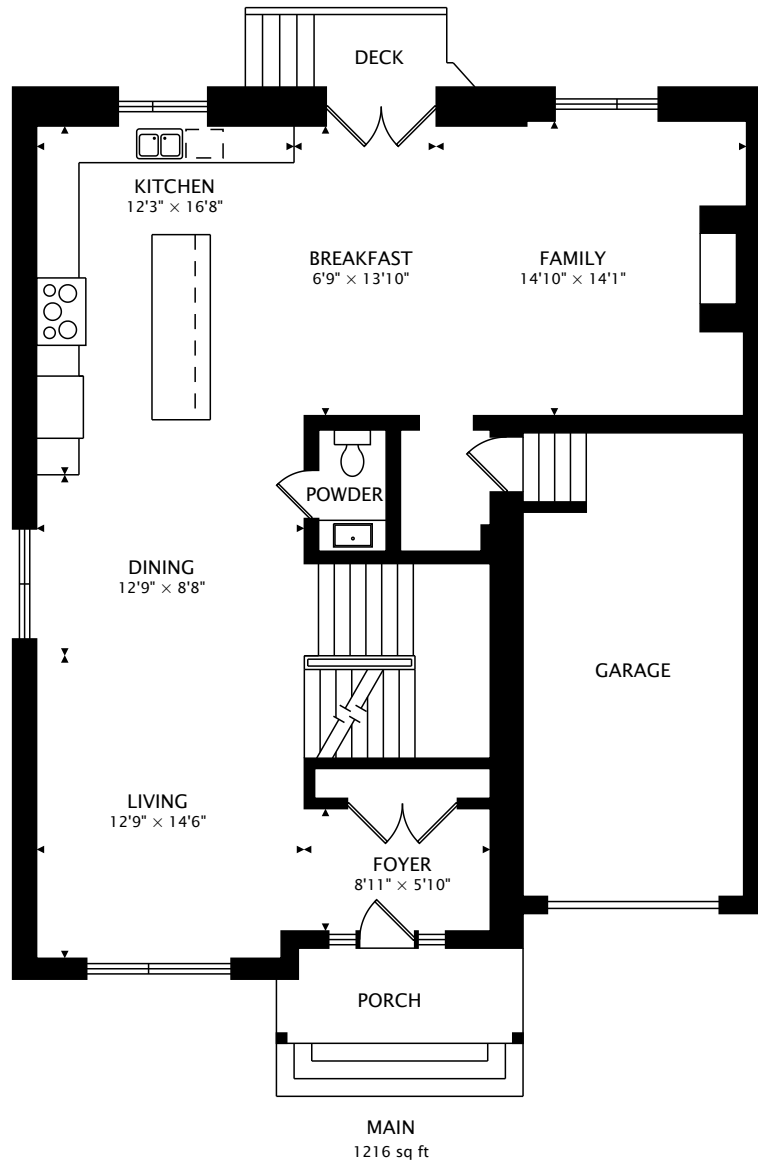 DECK
KITCHEN
12'3" × 16'8"
BREAKFAST
6'9" × 13'10"
FAMILY
14'10" × 14'1"
POWDER
DINING
12'9" × 8'8"
GARAGE
LIVING
12'9" × 14'6"
FOYER
8'11" × 5'10"
PORCH
MAIN
1216 sq ft